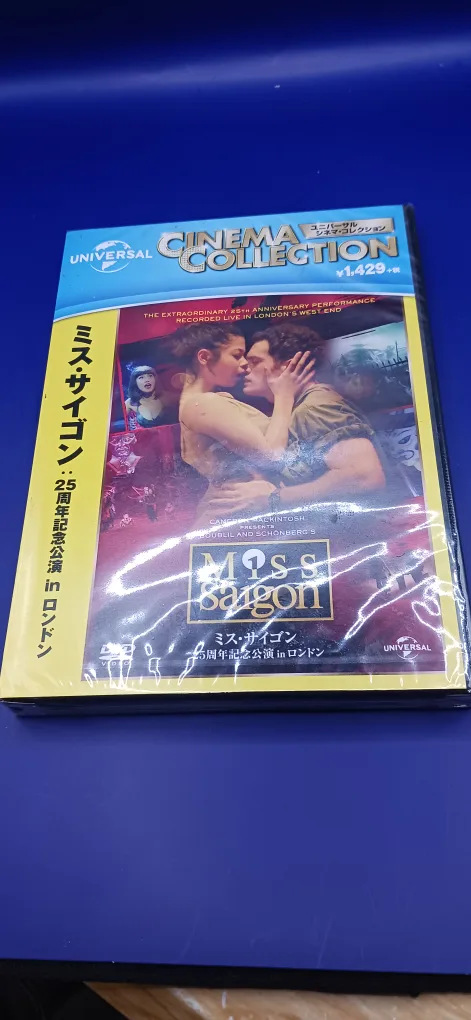 UNIVERSAL
CINEMA
COLLECTION
ユニバーサル
シネマ・コレクション
¥1,429+税
ミス・サイゴン:25周年記念公演 in ロンドン
THE EXTRAORDINARY 25TH ANNIVERSARY PERFORMANCE
RECORDED LIVE IN LONDON'S WEST END
CAMERON MACKINTOSH
PRESENTS
BOUBLIL AND SCHÖNBERG'S
Miss
saigon
ミス・サイゴン
25周年記念公演 in ロンドン
DVD
VIDEO
UNIVERSAL